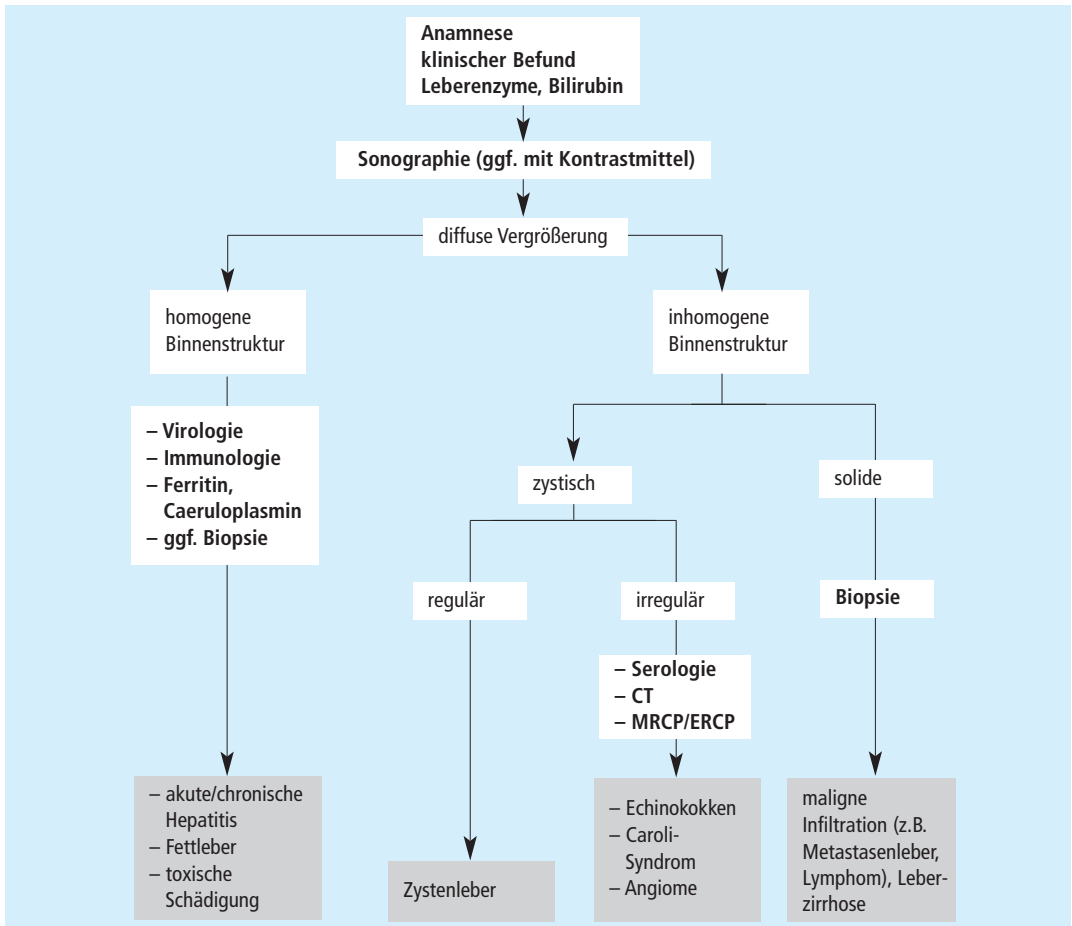 Anamnese
klinischer Befund
Leberenzyme, Bilirubin
Sonographie (ggf. mit Kontrastmittel)
diffuse Vergrößerung
homogene
Binnenstruktur
inhomogene
Binnenstruktur
– Virologie
– Immunologie
– Ferritin,
Caeruloplasmin
– ggf. Biopsie
zystisch
solide
regulär
irregulär
Biopsie
– Serologie
– CT
– MRCP/ERCP
– akute/chronische
Hepatitis
– Fettleber
– toxische
Schädigung
Zystenleber
– Echinokokken
– Caroli-
Syndrom
– Angiome
maligne
Infiltration (z.B.
Metastasenleber,
Lymphom), Leber-
zirrhose